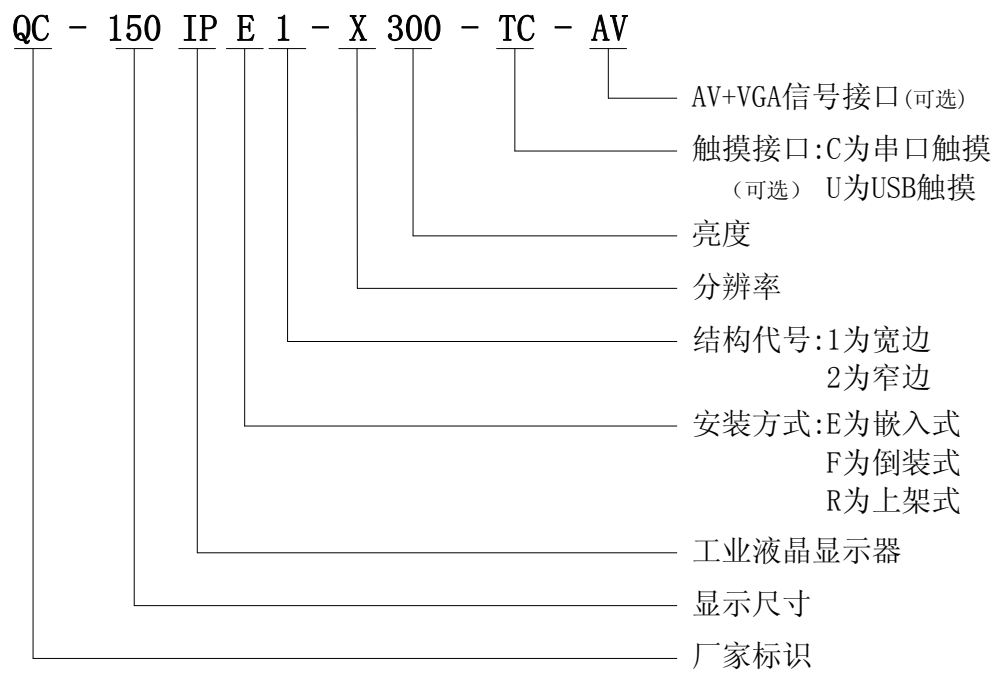 QC - 150 IP E 1 - X 300 - TC - AV
AV+VGA信号接口(可选)
触摸接口:C为串口触摸
（可选） U为USB触摸
亮度
分辨率
结构代号:1为宽边
2为窄边
安装方式:E为嵌入式
F为倒装式
R为上架式
工业液晶显示器
显示尺寸
厂家标识